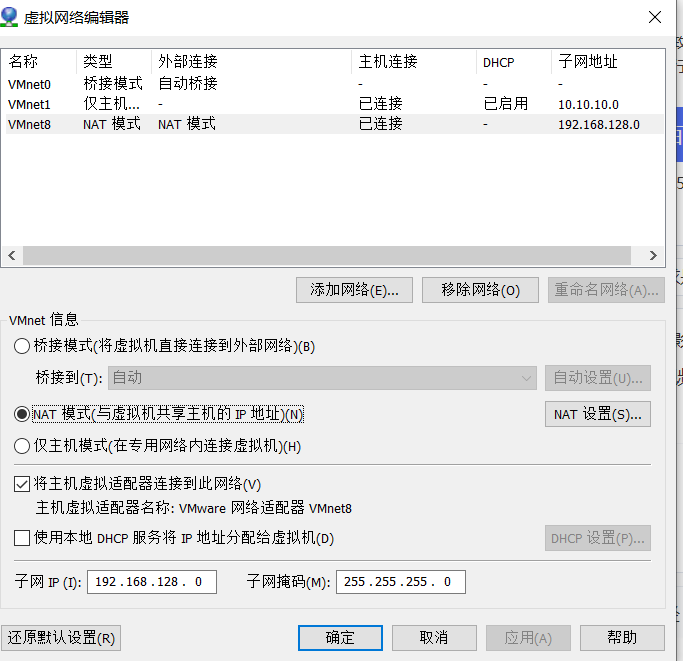 虚拟网络编辑器
名称 类型 外部连接 主机连接 DHCP 子网地址
VMnet0 桥接模式 自动桥接 - - -
VMnet1 仅主机... - 已连接 已启用 10.10.10.0
VMnet8 NAT 模式 NAT 模式 已连接 - 192.168.128.0
添加网络(E)... 移除网络(O) 重命名网络(A)...
VMnet 信息
桥接模式(将虚拟机直接连接到外部网络)(B)
桥接到(T): 自动 自动设置(U)...
NAT 模式(与虚拟机共享主机的 IP 地址)(N) NAT 设置(S)...
仅主机模式(在专用网络内连接虚拟机)(H)
将主机虚拟适配器连接到此网络(V)
主机虚拟适配器名称: VMware 网络适配器 VMnet8
使用本地 DHCP 服务将 IP 地址分配给虚拟机(D) DHCP 设置(P)...
子网 IP (I): 192 . 168 . 128 . 0 子网掩码(M): 255 . 255 . 255 . 0
还原默认设置(R) 确定 取消 应用(A) 帮助